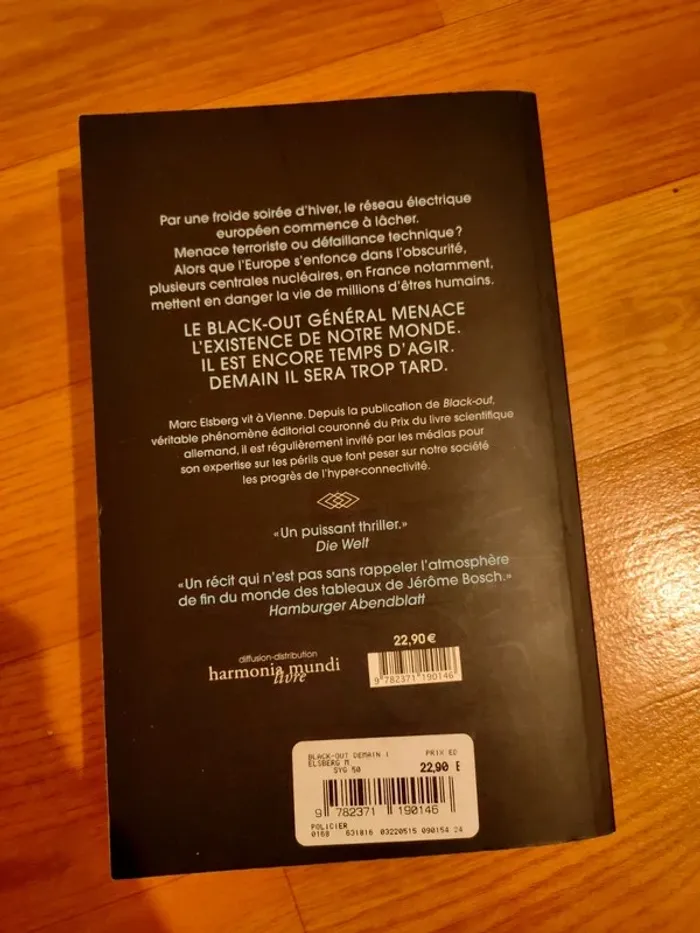 Par une froide soirée d'hiver, le réseau électrique
européen commence à lâcher.
Menace terroriste ou défaillance technique ?
Alors que l'Europe s'enfonce dans l'obscurité,
plusieurs centrales nucléaires, en France notamment,
mettent en danger la vie de millions d'êtres humains.
LE BLACK-OUT GÉNÉRAL MENACE
L'EXISTENCE DE NOTRE MONDE.
IL EST ENCORE TEMPS D'AGIR.
DEMAIN IL SERA TROP TARD.
Marc Elsberg vit à Vienne. Depuis la publication de Black-out,
véritable phénomène éditorial couronné du Prix du livre scientifique
allemand, il est régulièrement invité par les médias pour
son expertise sur les périls que font peser sur notre société
les progrès de l'hyper-connectivité.
«Un puissant thriller.»
Die Welt
«Un récit qui n'est pas sans rappeler l'atmosphère
de fin du monde des tableaux de Jérôme Bosch.»
Hamburger Abendblatt
22,90 €
diffusion-distribution
harmonia mundi
livre
9 782371 190146
BLACK-OUT DEMAIN I PRIX ED
ELSBERG M
SYG 50 22,90 E
9 782371 190146
POLICIER
0168 631816 03220515 090154 24